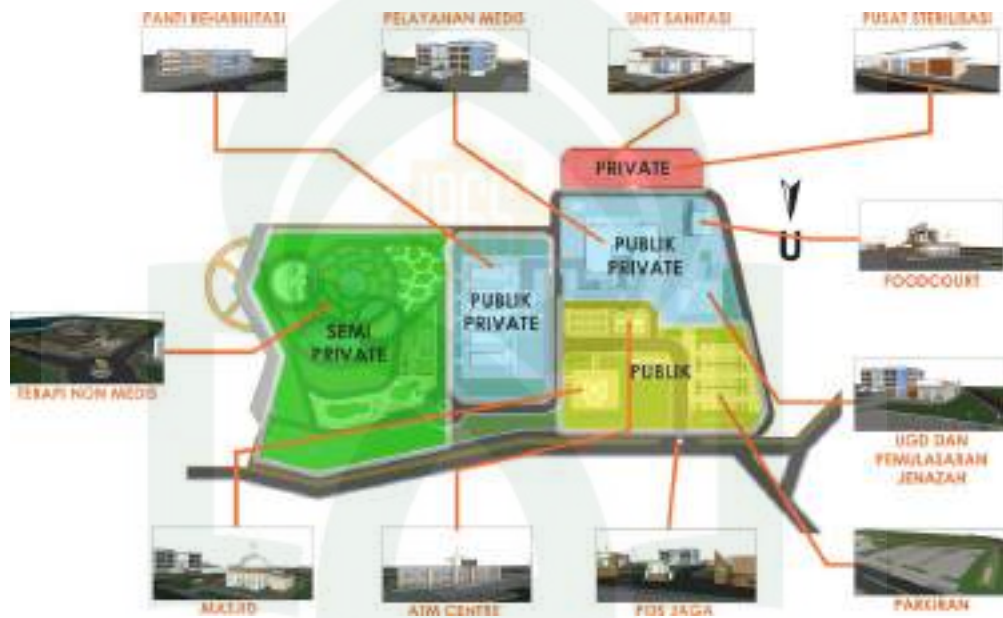 PANTI REHABILITASI
PELAYANAN MEDIS
UNIT SANITASI
PUSAT STERILISASI
PRIVATE
PUBLIK
PRIVATE
U
FOODCOURT
PUBLIK
PRIVATE
SEMI
PRIVATE
PUBLIK
TERAPI NON MEDIS
UGD DAN
PEMULASARAN
JENAZAH
MASJID
ATM CENTRE
POS JAGA
PARKIRAN